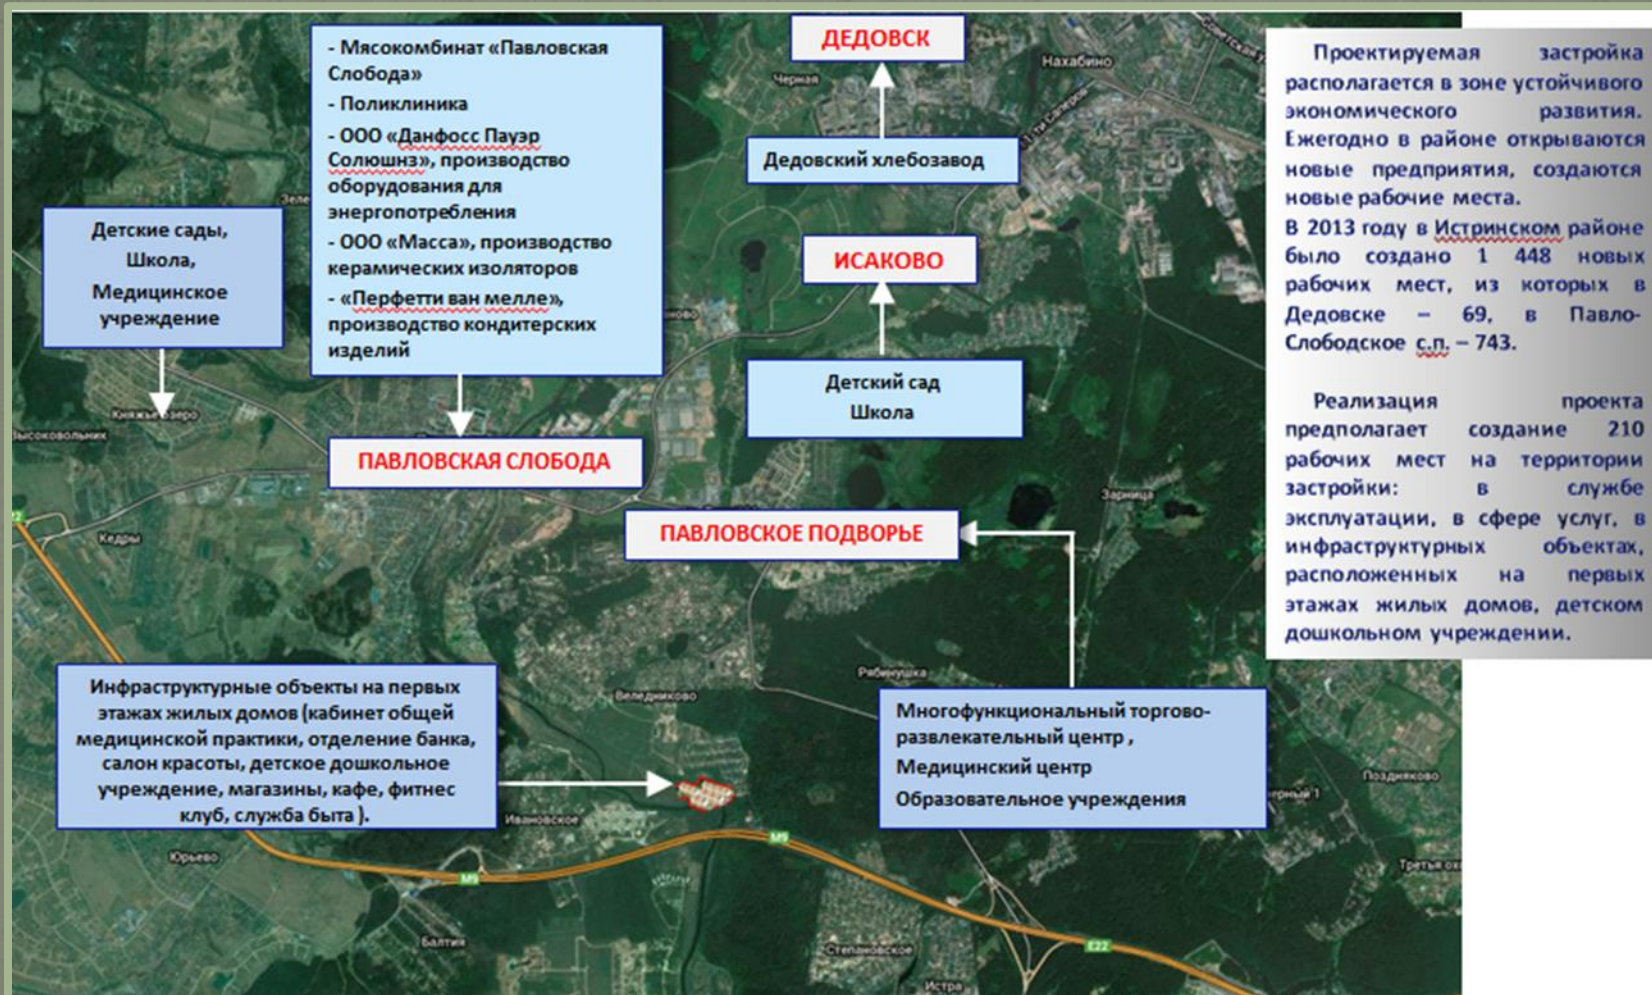 - Мясокомбинат «Павловская
Слобода»
- Поликлиника
- ООО «Данфосс Пауэр
Солюшнз», производство
оборудования для
энергопотребления
- ООО «Масса», производство
керамических изоляторов
- «Перфетти ван мелле»,
производство кондитерских
изделий
ДЕДОВСК
Черная
Нахабино
Дедовский хлебозавод
Детские сады,
Школа,
Медицинское
учреждение
ИСАКОВО
Детский сад
Школа
Княжье Озеро
ПАВЛОВСКАЯ СЛОБОДА
Кедры
ПАВЛОВСКОЕ ПОДВОРЬЕ
Зарница
Инфраструктурные объекты на первых
этажах жилых домов (кабинет общей
медицинской практики, отделение банка,
салон красоты, детское дошкольное
учреждение, магазины, кафе, фитнес
клуб, служба быта ).
Веледниково
Рябинушка
Многофункциональный торгово-
развлекательный центр ,
Медицинский центр
Образовательное учреждения
Поздняково
Ивановское
Юрьево
М9
М9
Балтия
Степановское
E22
Истра
Проектируемая застройка
располагается в зоне устойчивого
экономического развития.
Ежегодно в районе открываются
новые предприятия, создаются
новые рабочие места.
В 2013 году в Истринском районе
было создано 1 448 новых
рабочих мест, из которых в
Дедовске – 69, в Павло-
Слободское с.п. – 743.
Реализация проекта
предполагает создание 210
рабочих мест на территории
застройки: в службе
эксплуатации, в сфере услуг, в
инфраструктурных объектах,
расположенных на первых
этажах жилых домов, детском
дошкольном учреждении.